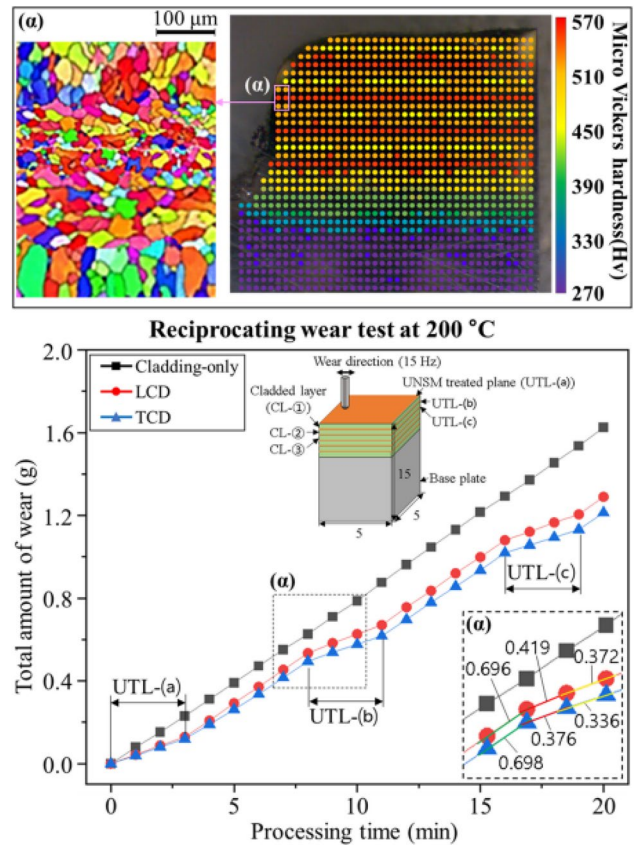 (α)
100 μm
(α)
570
510
450
390
330
270
Micro Vickers hardness(Hv)
Reciprocating wear test at 200 °C
Total amount of wear (g)
2.0
1.6
1.2
0.8
0.4
0.0
Cladding-only
LCD
TCD
Wear direction (15 Hz)
Cladded layer
(CL-①)
CL-②
CL-③
UNSM treated plane (UTL-(a))
UTL-(b)
UTL-(c)
15
Base plate
5
5
(α)
UTL-(a)
UTL-(b)
UTL-(c)
(α)
0.696
0.419
0.372
0.376
0.336
0.698
0
5
10
15
20
Processing time (min)